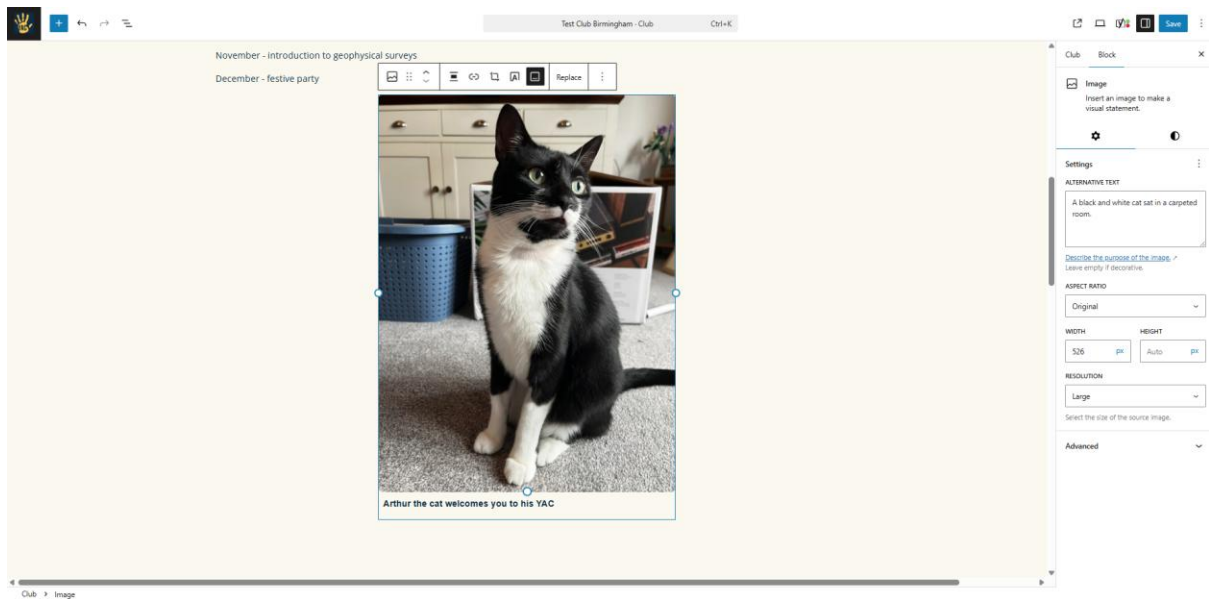 Test Club Birmingham · Club
Ctrl+K
Save
November - introduction to geophysical surveys
December - festive party
Replace
Arthur the cat welcomes you to his YAC
Club
Block
Image
Insert an image to make a
visual statement.
Settings
ALTERNATIVE TEXT
A black and white cat sat in a carpeted
room.
Describe the purpose of the image. ↗
Leave empty if decorative.
ASPECT RATIO
Original
WIDTH
HEIGHT
526 px
Auto px
RESOLUTION
Large
Select the size of the source image.
Advanced
Club > Image